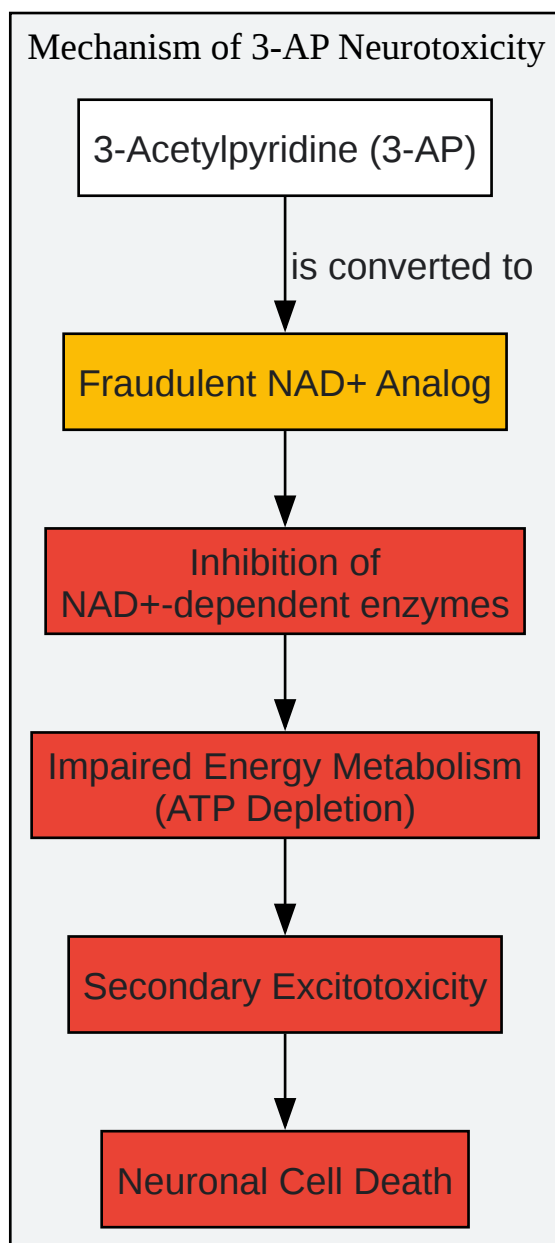 Mechanism of 3-AP Neurotoxicity
3-Acetylpyridine (3-AP)
is converted to
Fraudulent NAD+ Analog
Inhibition of
NAD+-dependent enzymes
Impaired Energy Metabolism
(ATP Depletion)
Secondary Excitotoxicity
Neuronal Cell Death